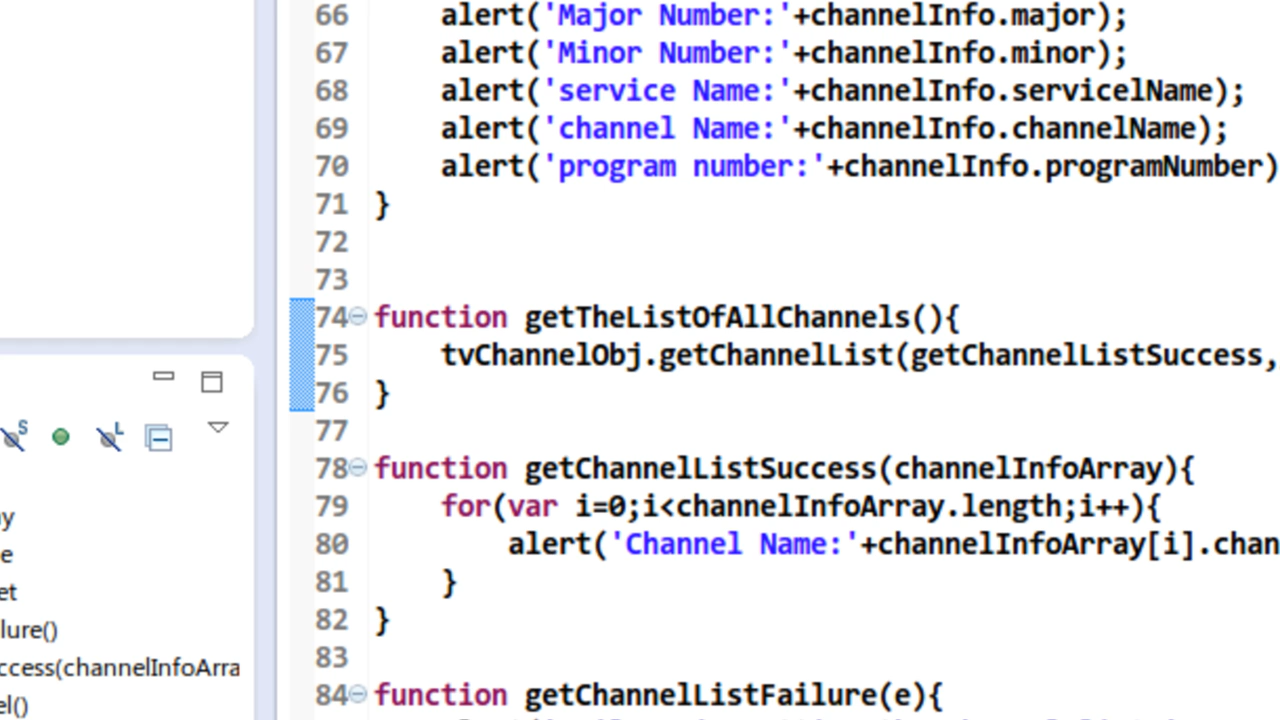 66 alert('Major Number:'+channelInfo.major);
67 alert('Minor Number:'+channelInfo.minor);
68 alert('service Name:'+channelInfo.servicelName);
69 alert('channel Name:'+channelInfo.channelName);
70 alert('program number:'+channelInfo.programNumber)
71 }
72
73
74 function getTheListOfAllChannels(){
75 tvChannelObj.getChannelList(getChannelListSuccess,
76 }
77
78 function getChannelListSuccess(channelInfoArray){
79 for(var i=0;i<channelInfoArray.length;i++){
80 alert('Channel Name:'+channelInfoArray[i].chan
81 }
82 }
83
84 function getChannelListFailure(e){
S L
ay
e
et
lure()
ccess(channelInfoArra
el()